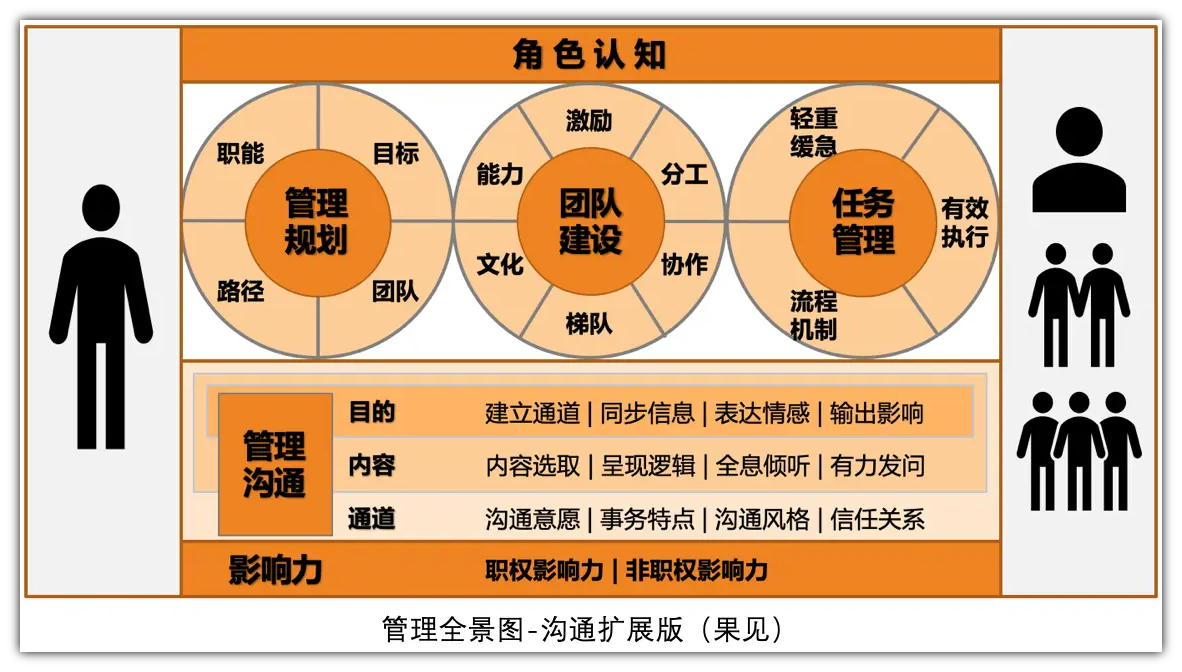 角色认知
职能
目标
管理
规划
路径
团队
激励
能力
分工
团队
建设
文化
协作
梯队
轻重
缓急
任务
管理
有效
执行
流程
机制
管理
沟通
目的 建立通道 | 同步信息 | 表达情感 | 输出影响
内容 内容选取 | 呈现逻辑 | 全息倾听 | 有力发问
通道 沟通意愿 | 事务特点 | 沟通风格 | 信任关系
影响力 职权影响力 | 非职权影响力
管理全景图-沟通扩展版（果见）